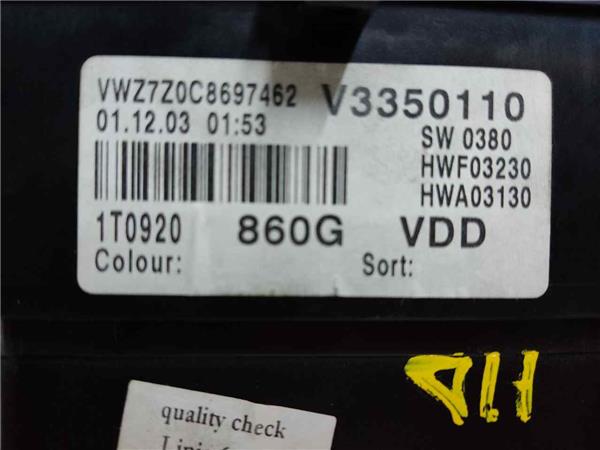 VWZ7Z0C8697462 V3350110
01.12.03 01:53 SW 0380
HWF03230
HWA03130
1T0920 860G VDD
Colour: Sort:
quality check